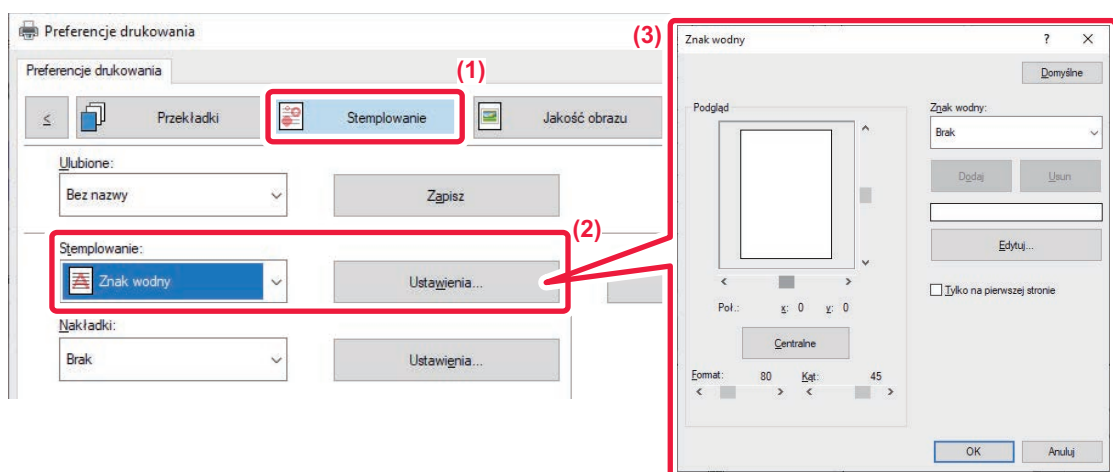 Preferencje drukowania
Preferencje drukowania
(1)
≤
Przekładki
Stemplowanie
Jakość obrazu
Ulubione:
Bez nazwy
Zapisz
(2)
Stemplowanie:
Znak wodny
Ustawienia...
Nakładki:
Brak
Ustawienia...
(3)
Znak wodny
?
Domyślne
Podgląd
Znak wodny:
Brak
Dodaj
Usun
Edytuj...
Tylko na pierwszej stronie
Poł.: x: 0 y: 0
Centralne
Format: 80 Kąt: 45
OK
Anuluj